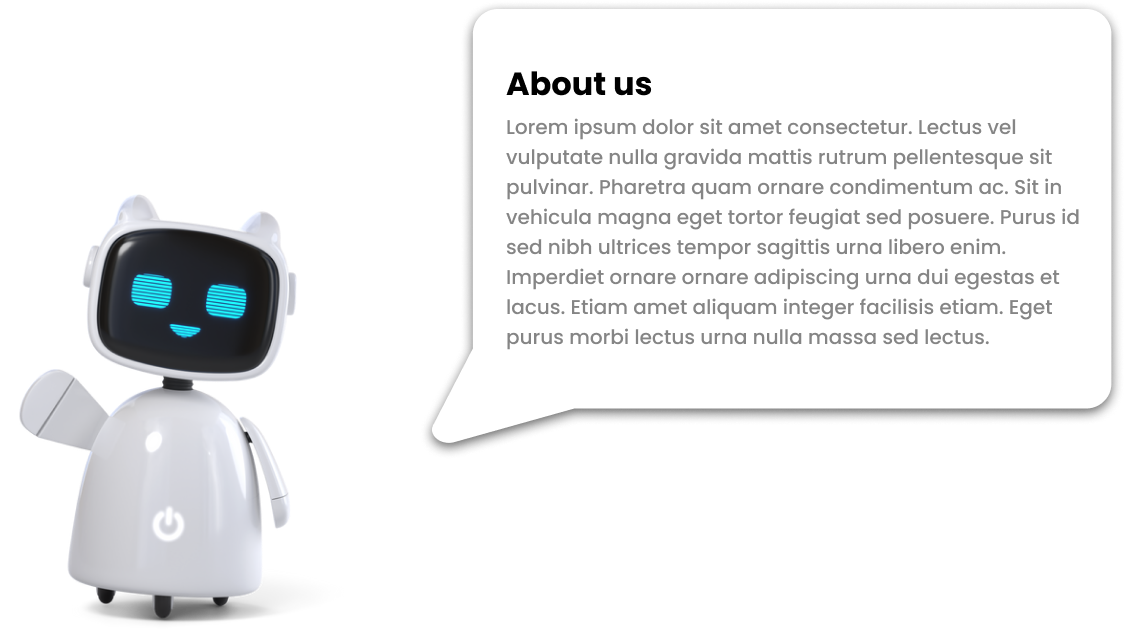 About us
Lorem ipsum dolor sit amet consectetur. Lectus vel
vulputate nulla gravida mattis rutrum pellentesque sit
pulvinar. Pharetra quam ornare condimentum ac. Sit in
vehicula magna eget tortor feugiat sed posuere. Purus id
sed nibh ultrices tempor sagittis urna libero enim.
Imperdiet ornare ornare adipiscing urna dui egestas et
lacus. Etiam amet aliquam integer facilisis etiam. Eget
purus morbi lectus urna nulla massa sed lectus.